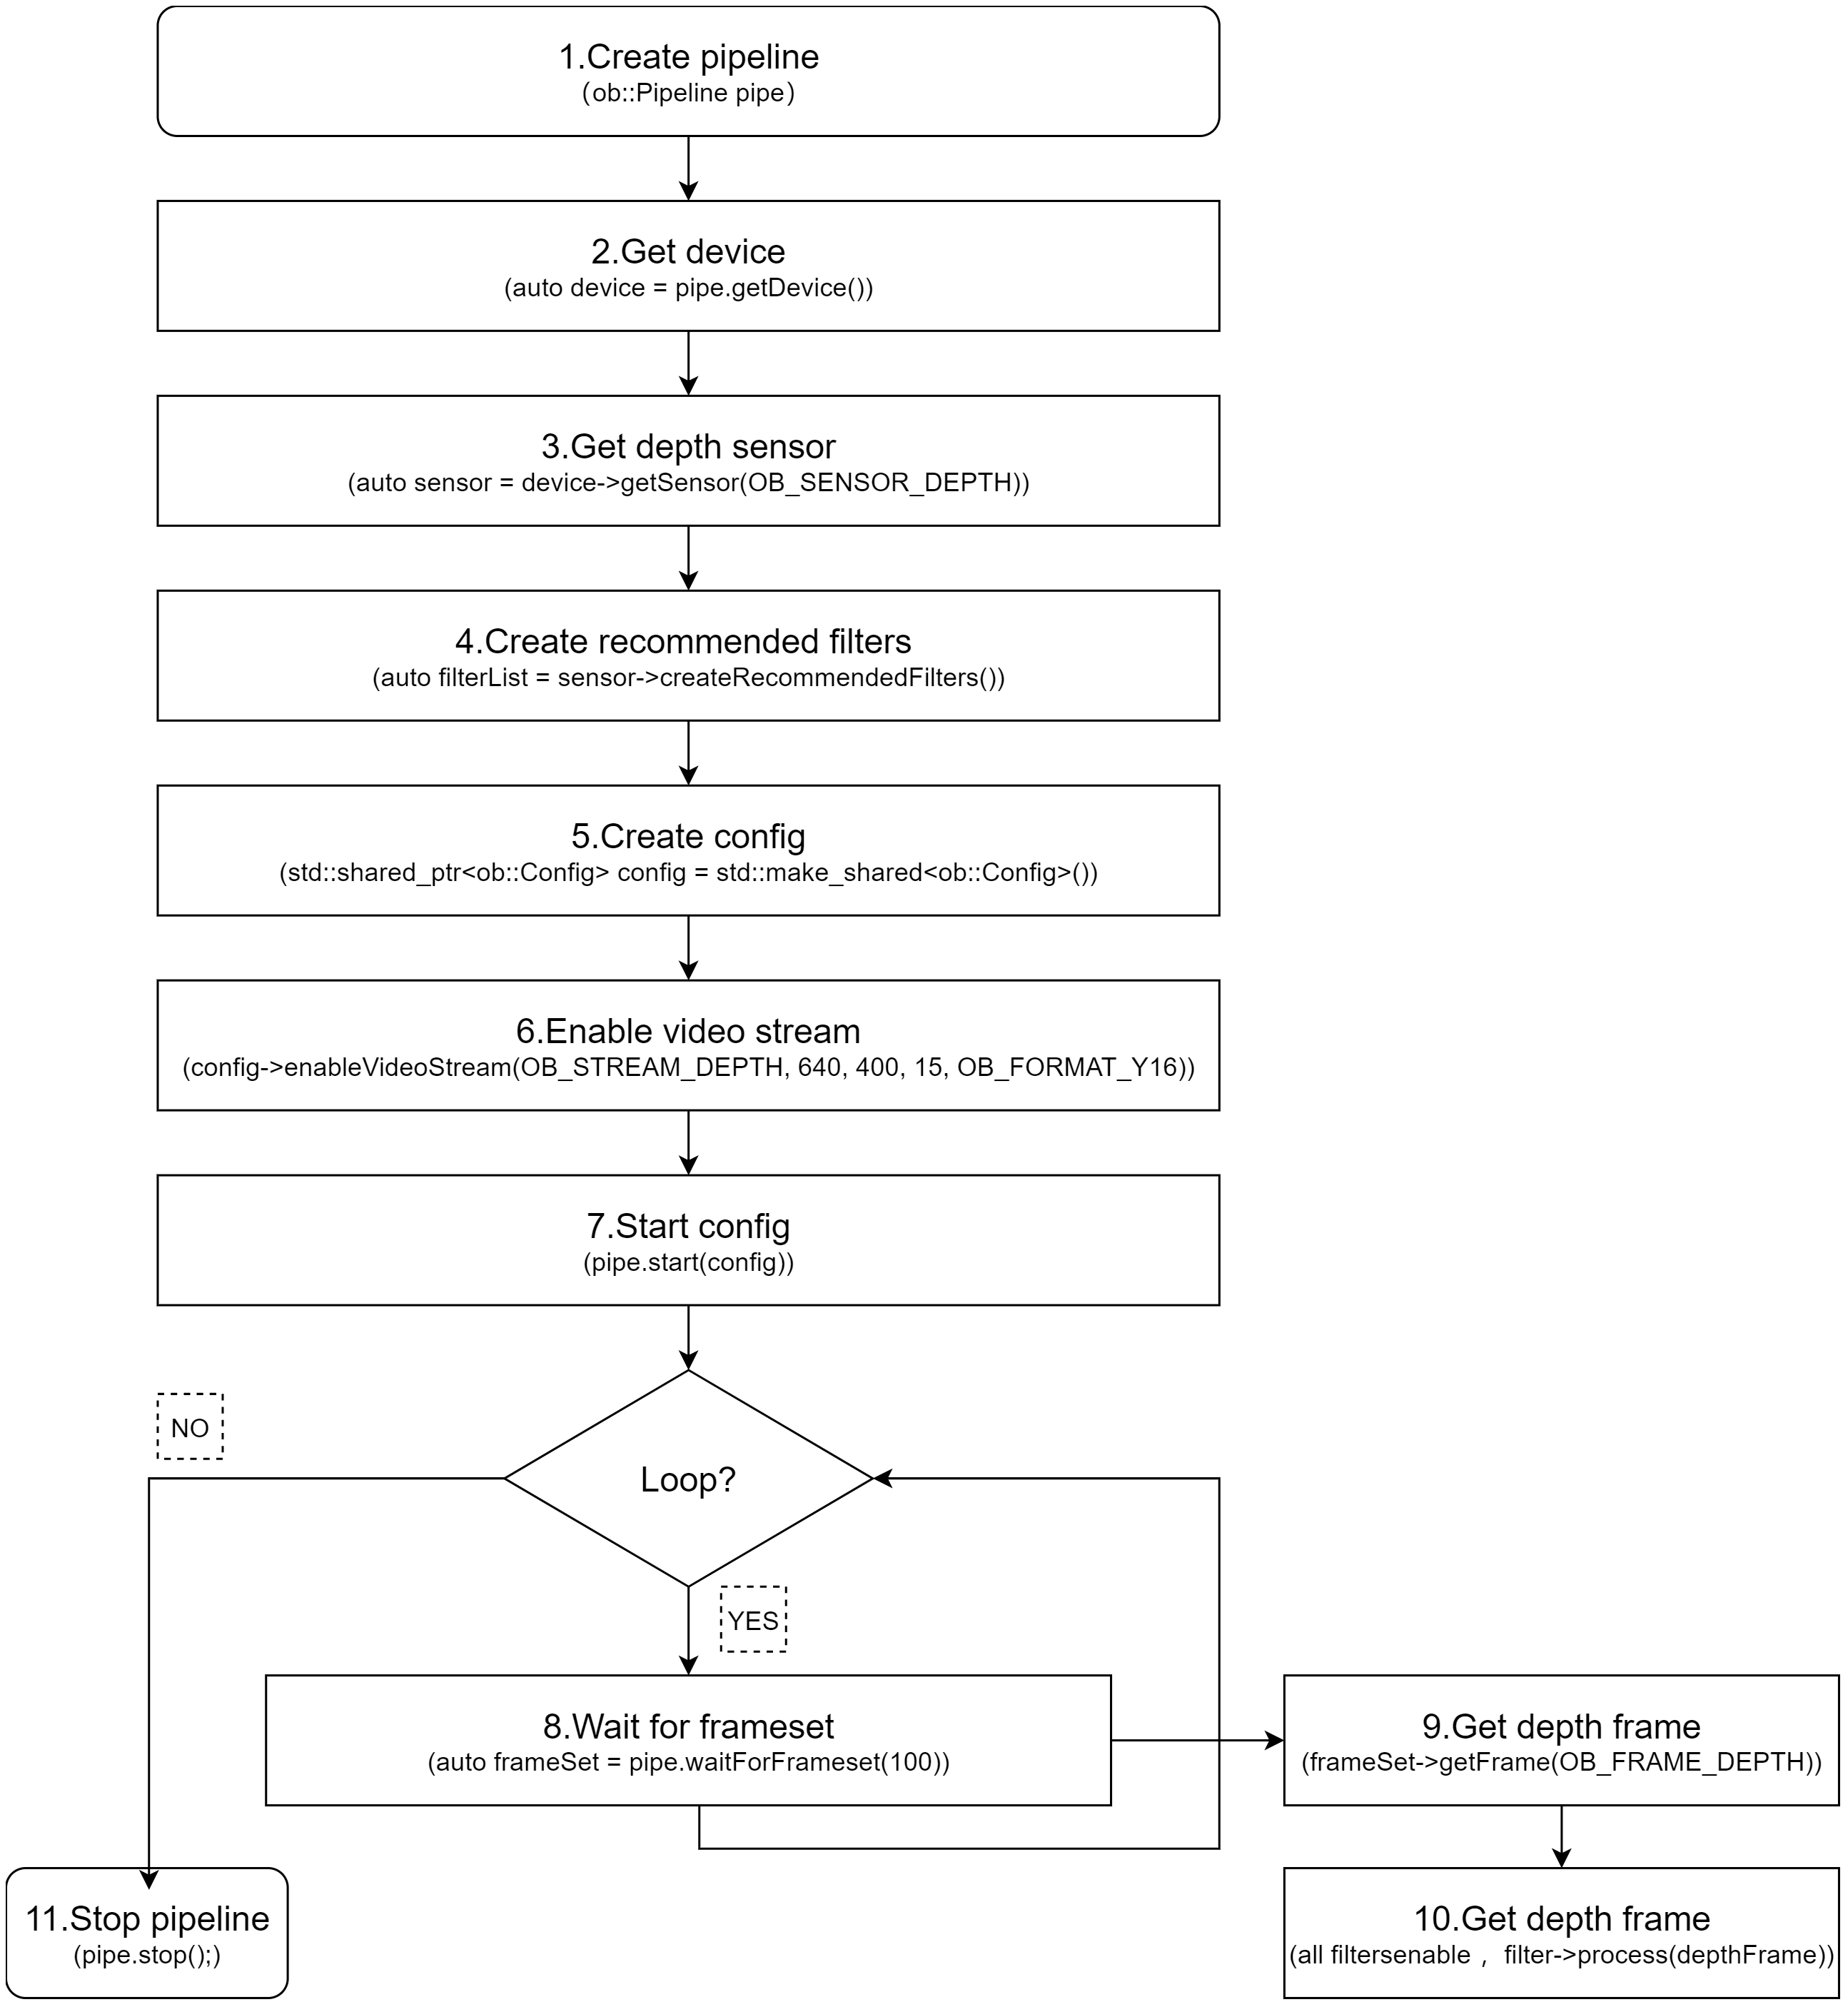 1.Create pipeline
(ob::Pipeline pipe)
2.Get device
(auto device = pipe.getDevice())
3.Get depth sensor
(auto sensor = device->getSensor(OB_SENSOR_DEPTH))
4.Create recommended filters
(auto filterList = sensor->createRecommendedFilters())
5.Create config
(std::shared_ptr<ob::Config> config = std::make_shared<ob::Config>())
6.Enable video stream
(config->enableVideoStream(OB_STREAM_DEPTH, 640, 400, 15, OB_FORMAT_Y16))
7.Start config
(pipe.start(config))
NO
Loop?
YES
8.Wait for frameset
(auto frameSet = pipe.waitForFrameset(100))
9.Get depth frame
(frameSet->getFrame(OB_FRAME_DEPTH))
11.Stop pipeline
(pipe.stop();)
10.Get depth frame
(all filtersenable ,  filter->process(depthFrame))